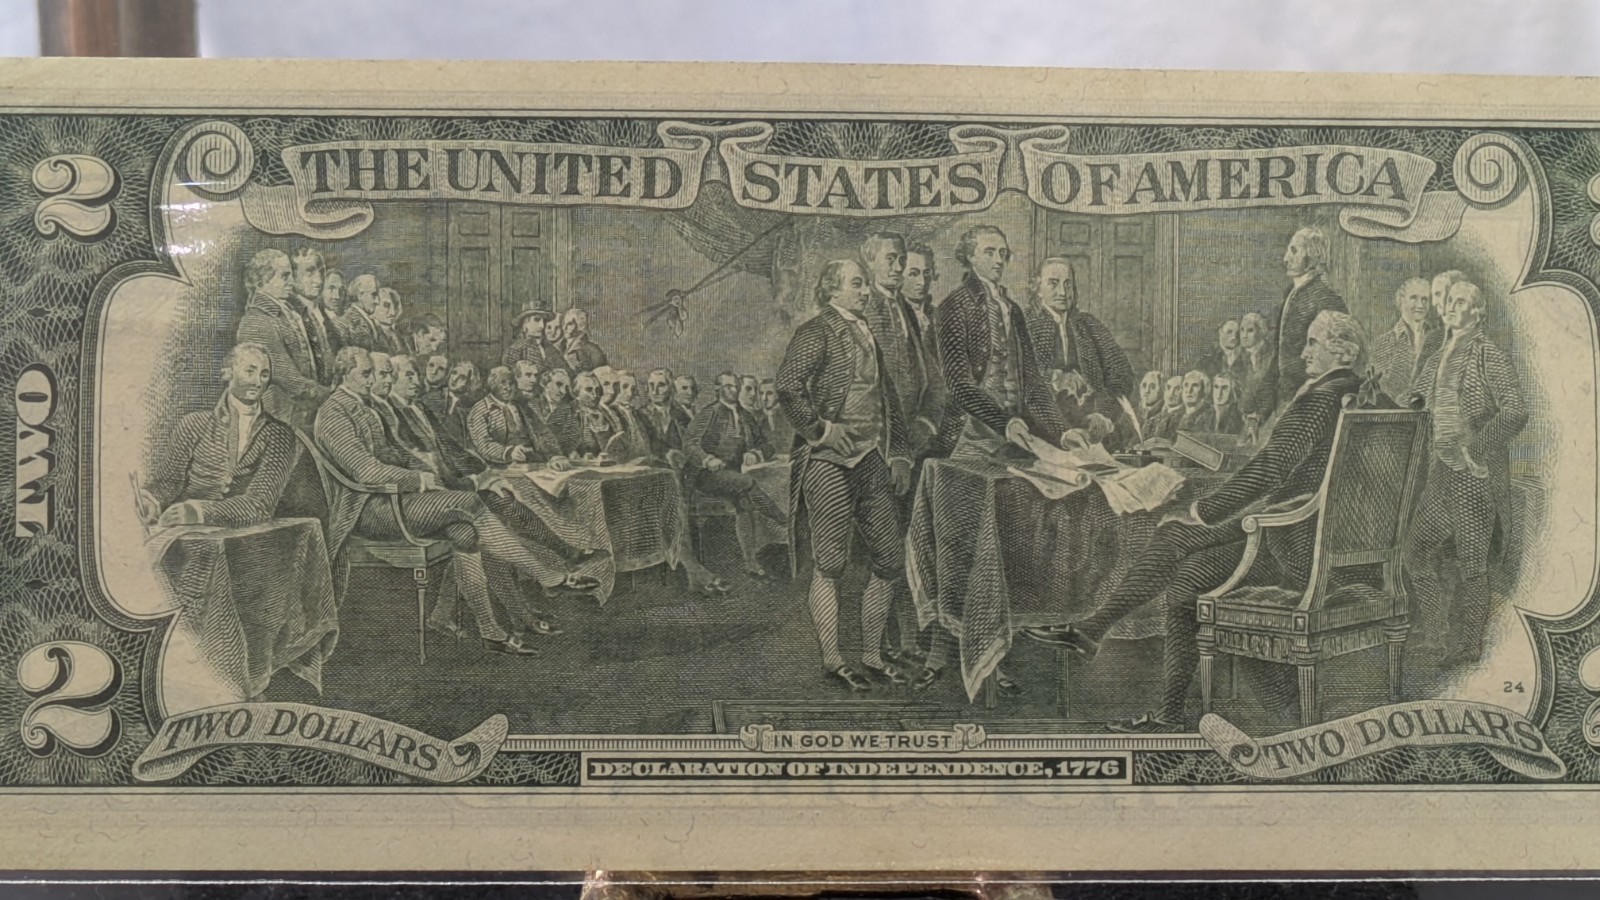 2
THE UNITED STATES OF AMERICA
TWO
2
24
TWO DOLLARS
IN GOD WE TRUST
TWO DOLLARS
DECLARATION OF INDEPENDENCE, 1776